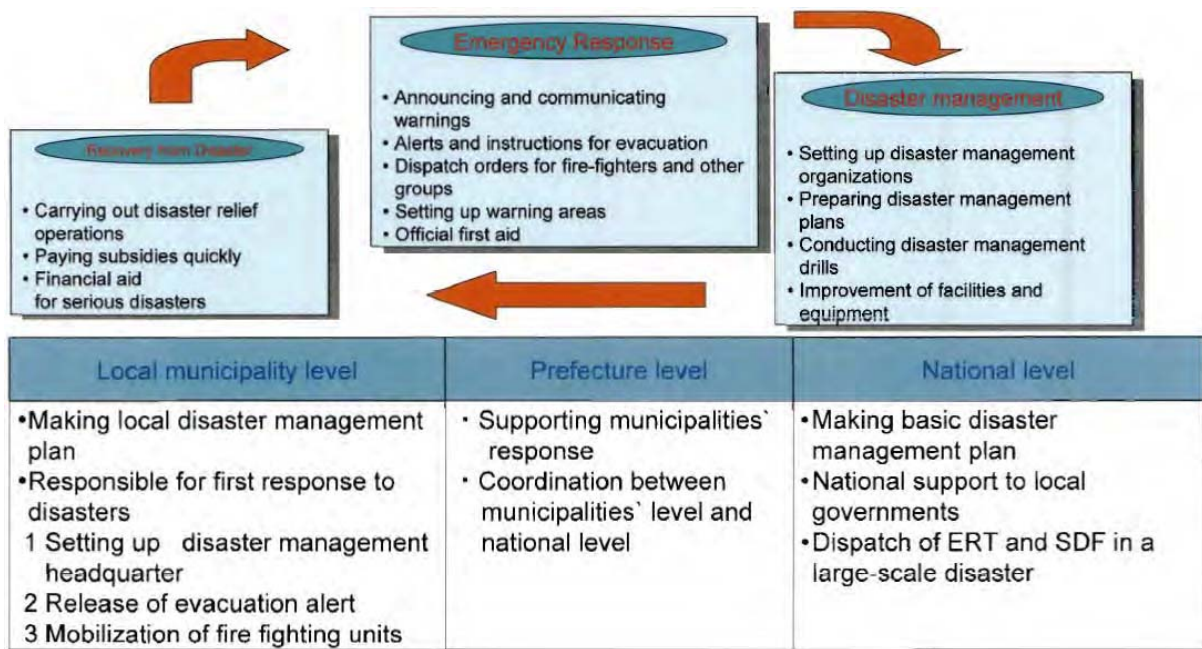 Emergency Response
• Announcing and communicating
warnings
• Alerts and instructions for evacuation
• Dispatch orders for fire-fighters and other
groups
• Setting up warning areas
• Official first aid
Disaster management
• Setting up disaster management
organizations
• Preparing disaster management
plans
• Conducting disaster management
drills
• Improvement of facilities and
equipment
Recovery from Disaster
• Carrying out disaster relief
operations
• Paying subsidies quickly
• Financial aid
for serious disasters
Local municipality level
•Making local disaster management
plan
•Responsible for first response to
disasters
1 Setting up disaster management
headquarter
2 Release of evacuation alert
3 Mobilization of fire fighting units
Prefecture level
・Supporting municipalities`
response
・Coordination between
municipalities` level and
national level
National level
•Making basic disaster
management plan
•National support to local
governments
•Dispatch of ERT and SDF in a
large-scale disaster